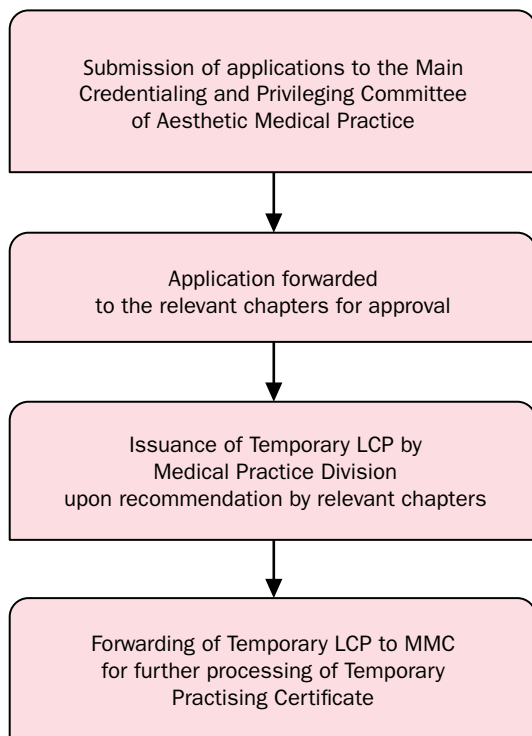 Submission of applications to the Main
Credentialing and Privileging Committee
of Aesthetic Medical Practice
Application forwarded
to the relevant chapters for approval
Issuance of Temporary LCP by
Medical Practice Division
upon recommendation by relevant chapters
Forwarding of Temporary LCP to MMC
for further processing of Temporary
Practising Certificate